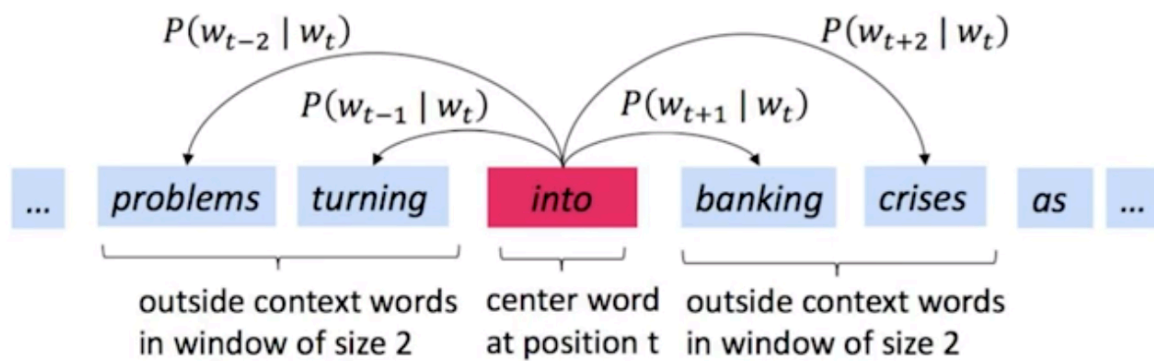 P(w_{t-2} | w_t)
P(w_{t+2} | w_t)
P(w_{t-1} | w_t)
P(w_{t+1} | w_t)
... problems turning into banking crises as ...
outside context words
in window of size 2
center word
at position t
outside context words
in window of size 2